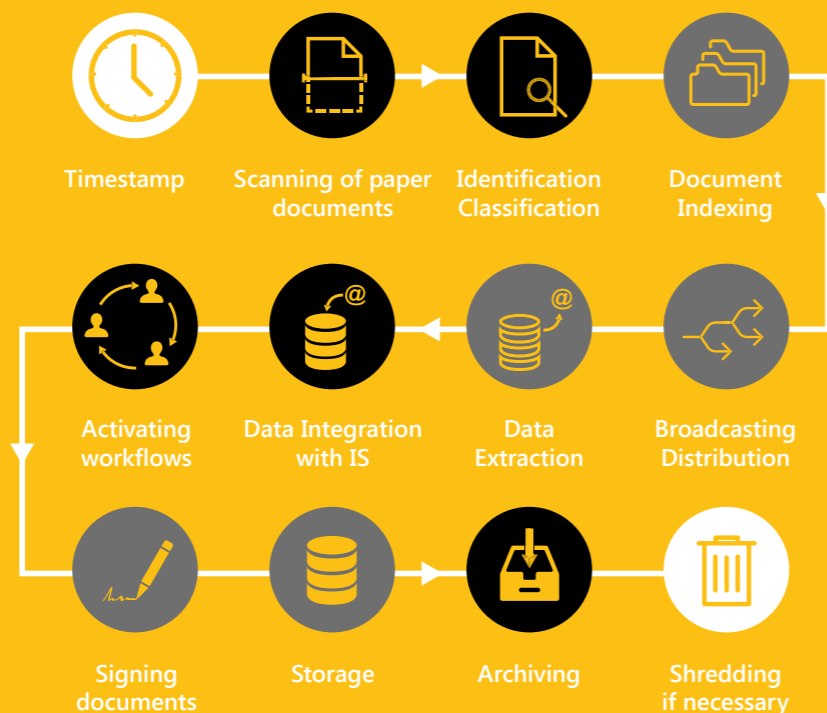 Timestamp
Scanning of paper
documents
Identification
Classification
Document
Indexing
@
@
Activating
workflows
Data Integration
with IS
Data
Extraction
Broadcasting
Distribution
Signing
documents
Storage
Archiving
Shredding
if necessary